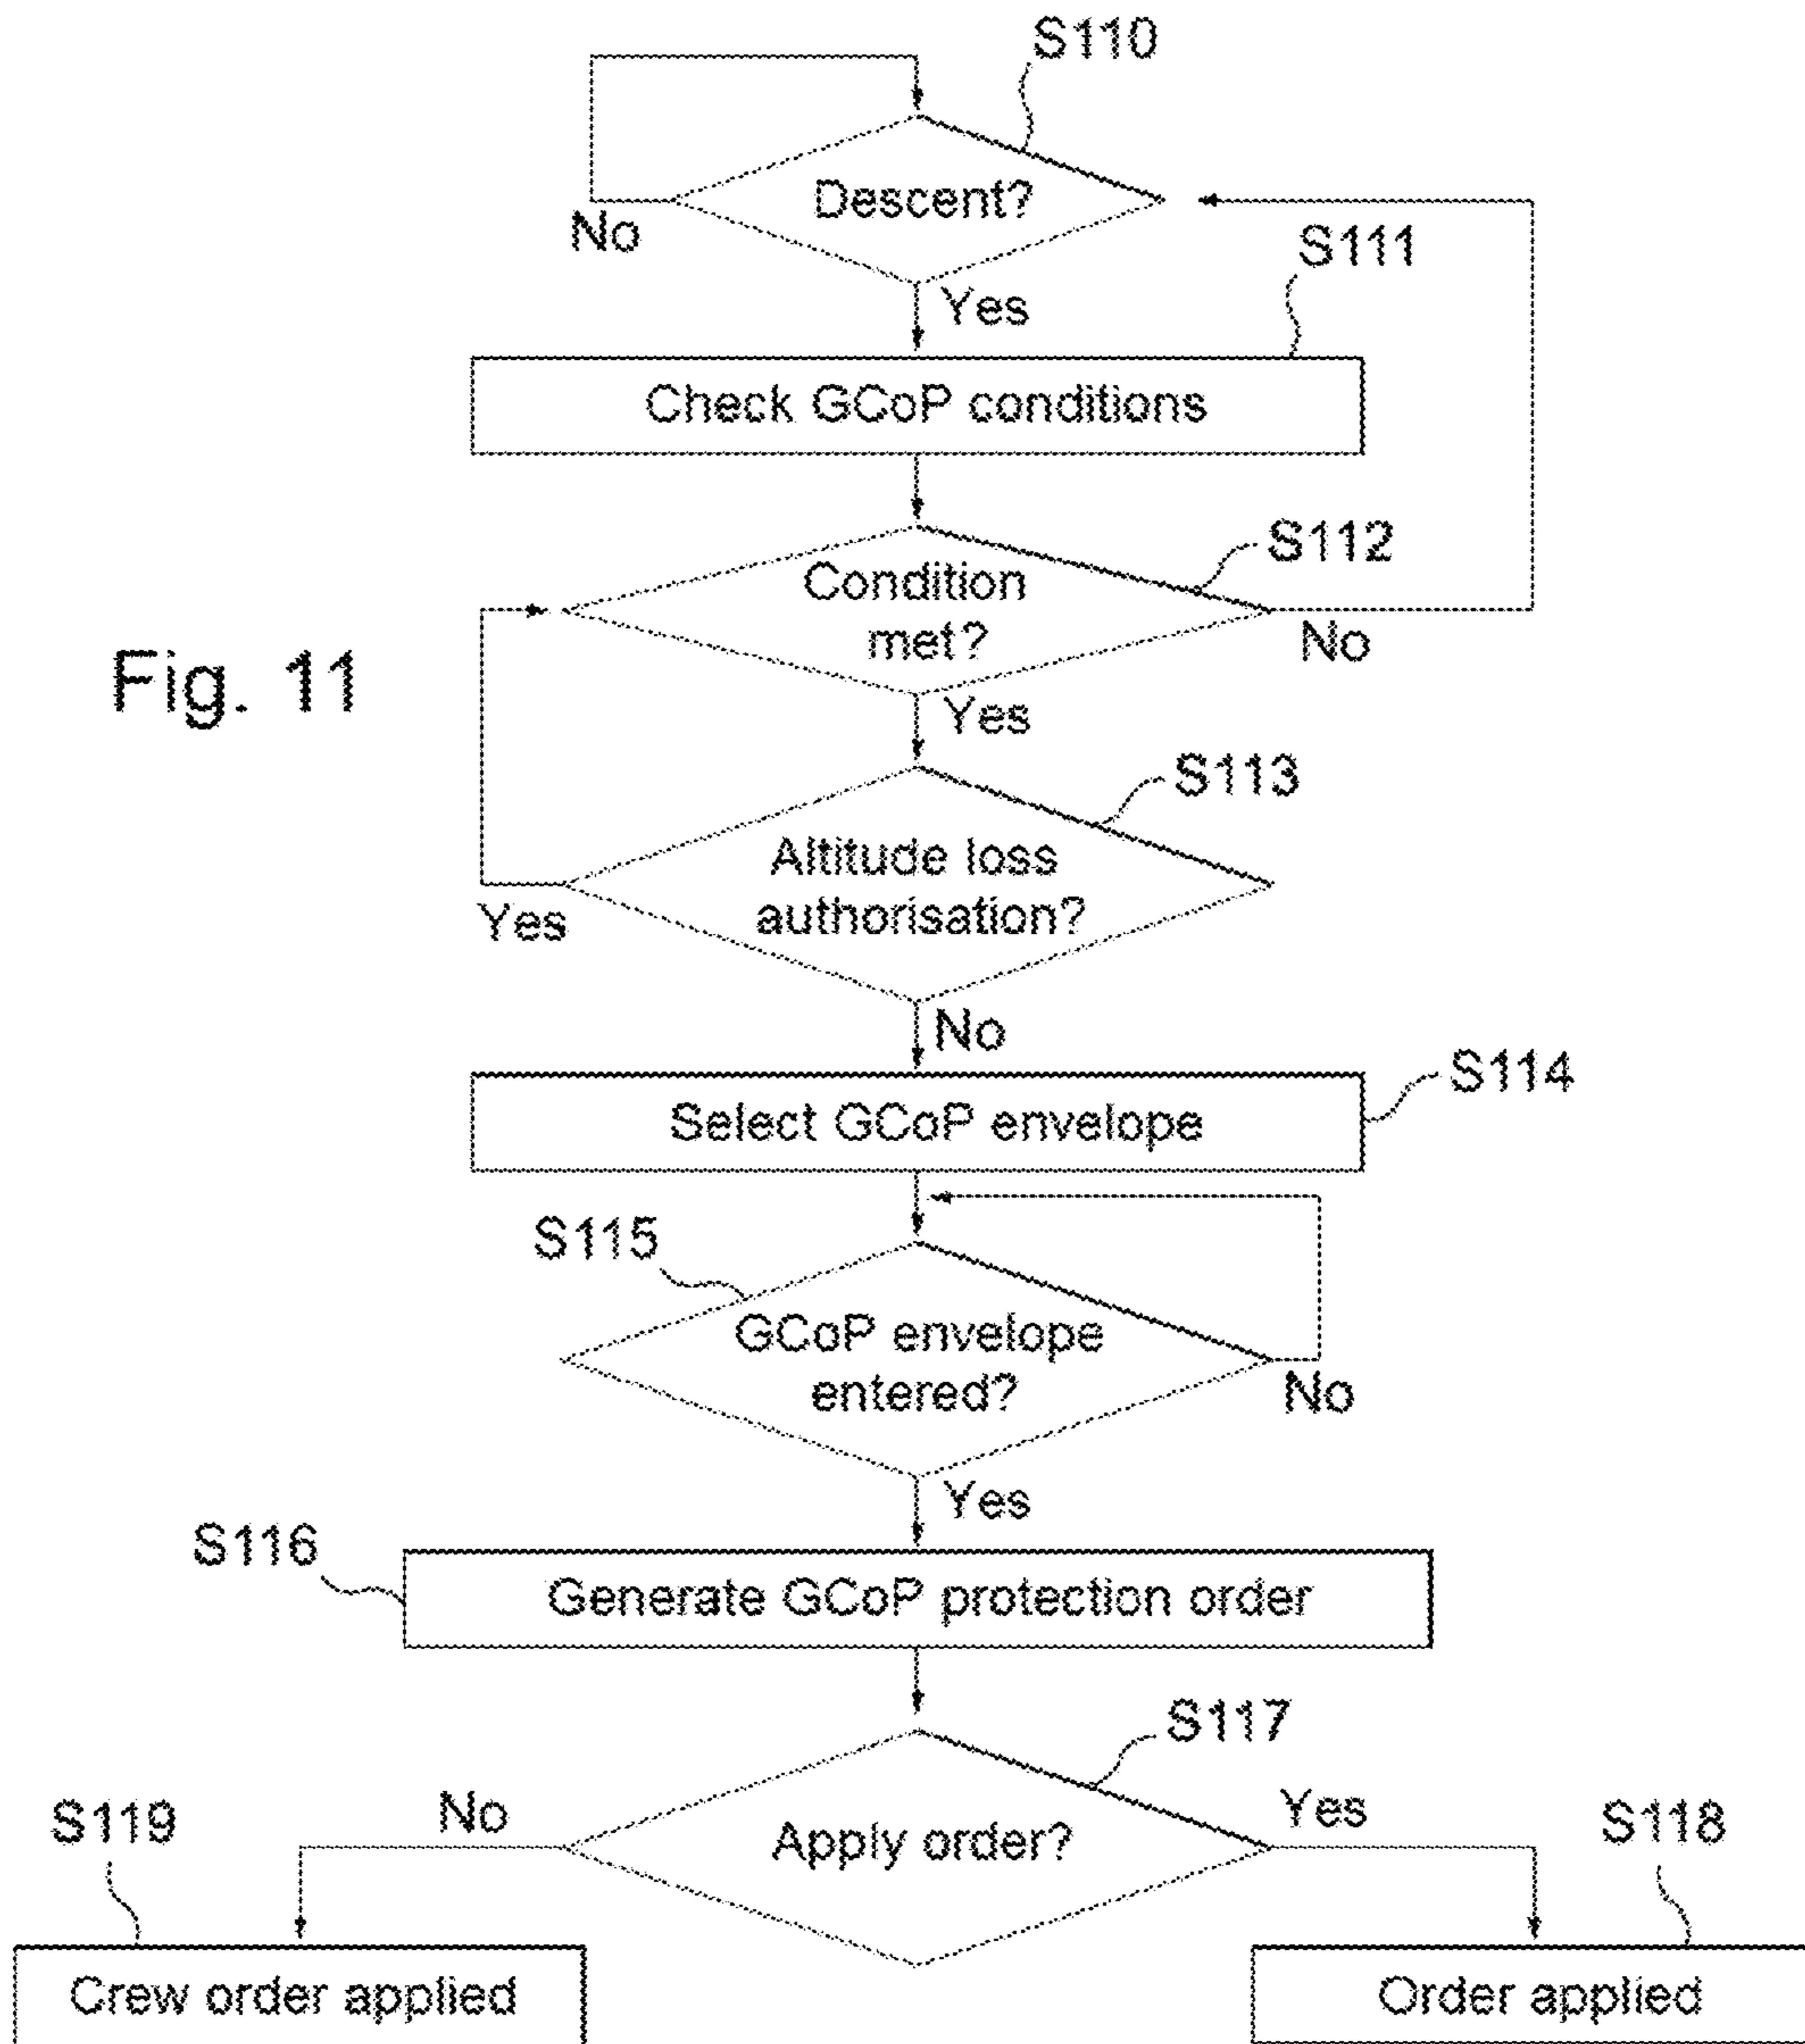 S110
Descent?
No
S111
Yes
Check GCoP conditions
S112
Condition
met?
No
Fig. 11
Yes
S113
Altitude loss
authorisation?
Yes
No
S114
Select GCoP envelope
S115
GCoP envelope
entered?
No
Yes
S116
Generate GCoP protection order
S117
No
Yes
S119
S118
Apply order?
Crew order applied
Order applied